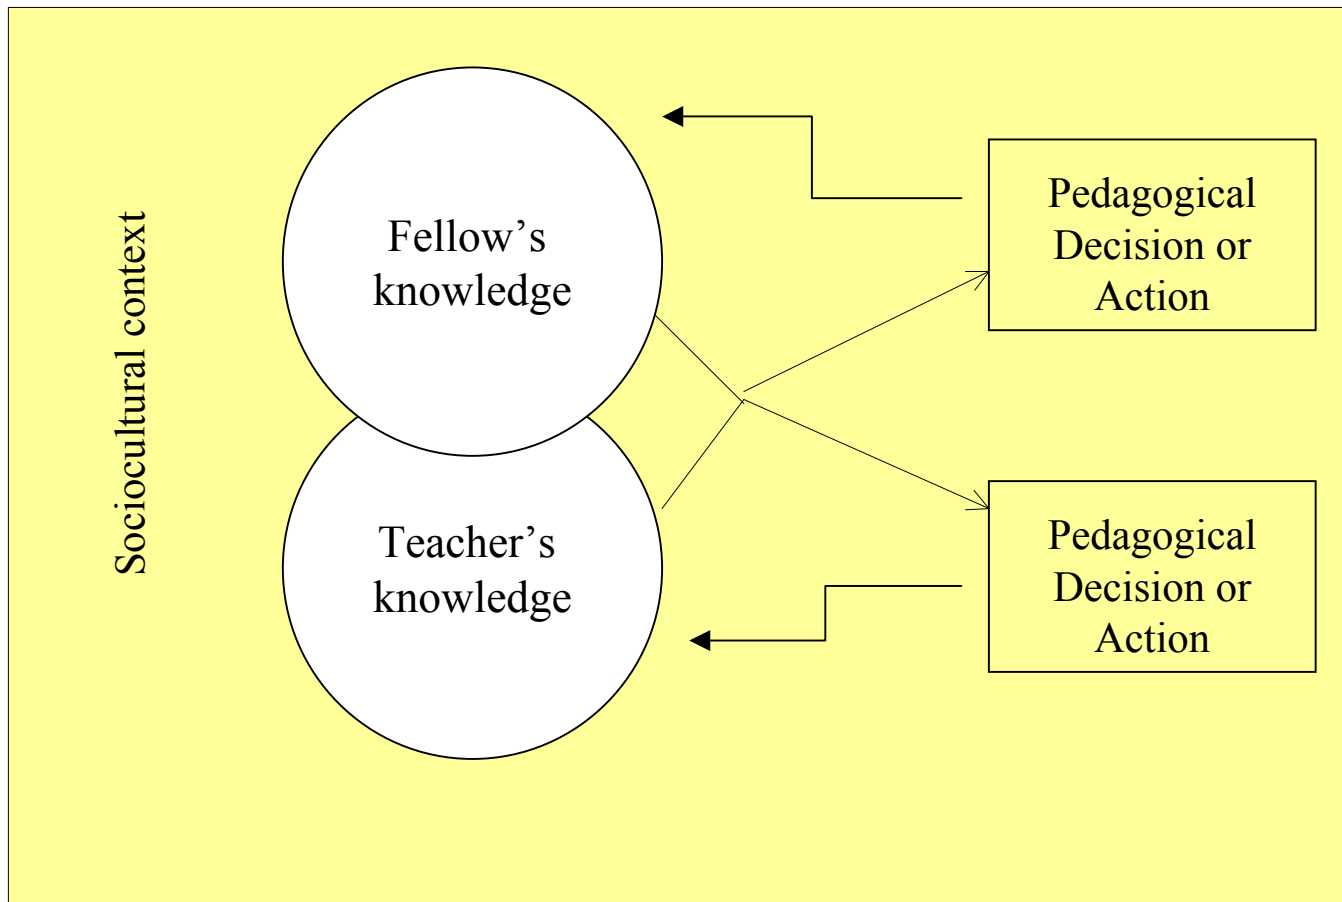 Sociocultural context
Fellow’s
knowledge
Teacher’s
knowledge
Pedagogical
Decision or
Action
Pedagogical
Decision or
Action